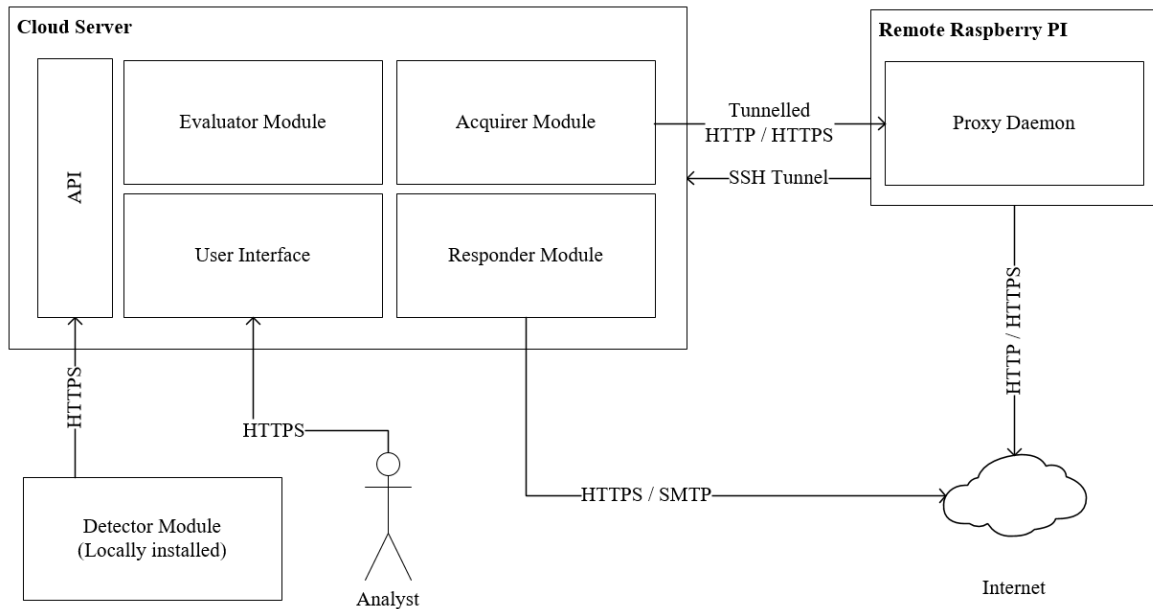 Cloud Server
Remote Raspberry PI
API
Evaluator Module
Acquirer Module
Tunnelled
HTTP / HTTPS
Proxy Daemon
SSH Tunnel
User Interface
Responder Module
HTTP / HTTPS
HTTPS
HTTPS
HTTPS / SMTP
Detector Module
(Locally installed)
Analyst
Internet